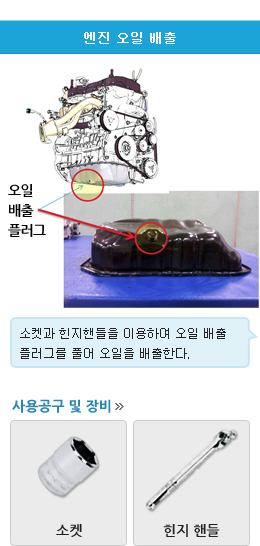 엔진 오일 배출
오일
배출
플러그
소켓과 힌지핸들을 이용하여 오일 배출
플러그를 풀어 오일을 배출한다.
사용공구 및 장비 »
소켓
힌지 핸들